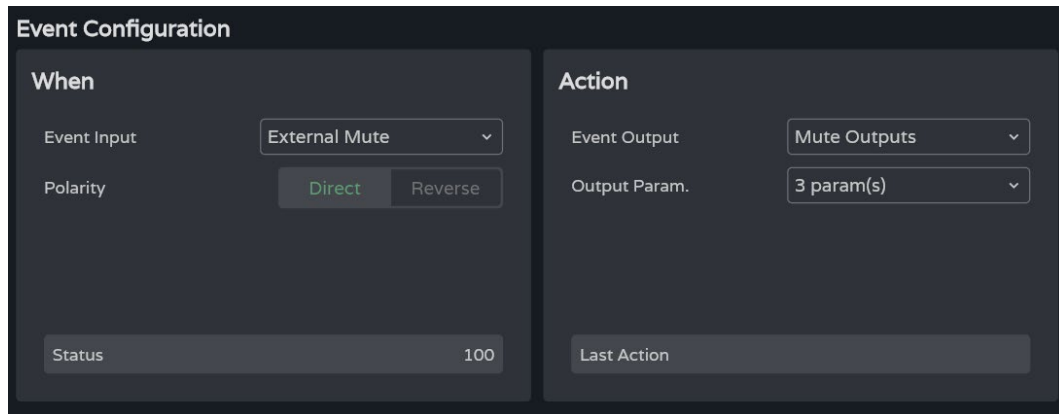 Event Configuration
When
Event Input External Mute
Polarity Direct Reverse
Status 100
Action
Event Output Mute Outputs
Output Param. 3 param(s)
Last Action